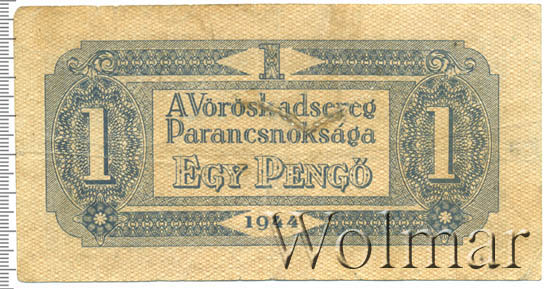 1
A Vöröshadsereg
Parancsnoksága
1 1
EGY PENGŐ
1944
Wolmar